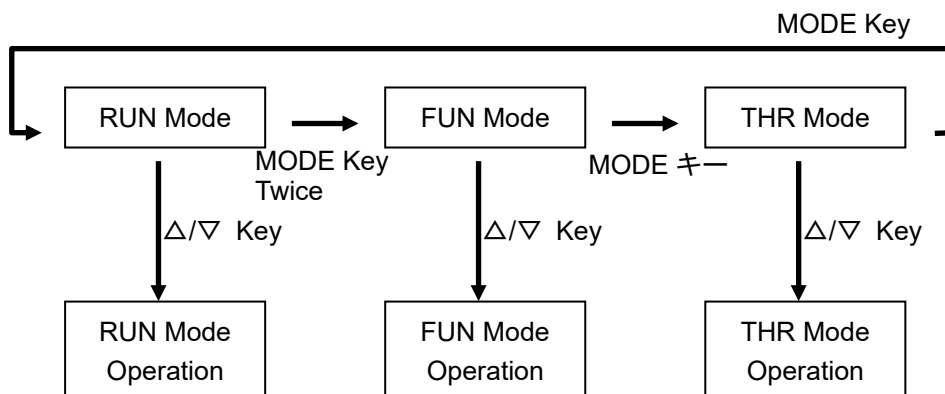 MODE Key
RUN Mode
FUN Mode
THR Mode
MODE Key
Twice
MODE キー
△/▽ Key
△/▽ Key
△/▽ Key
RUN Mode
Operation
FUN Mode
Operation
THR Mode
Operation